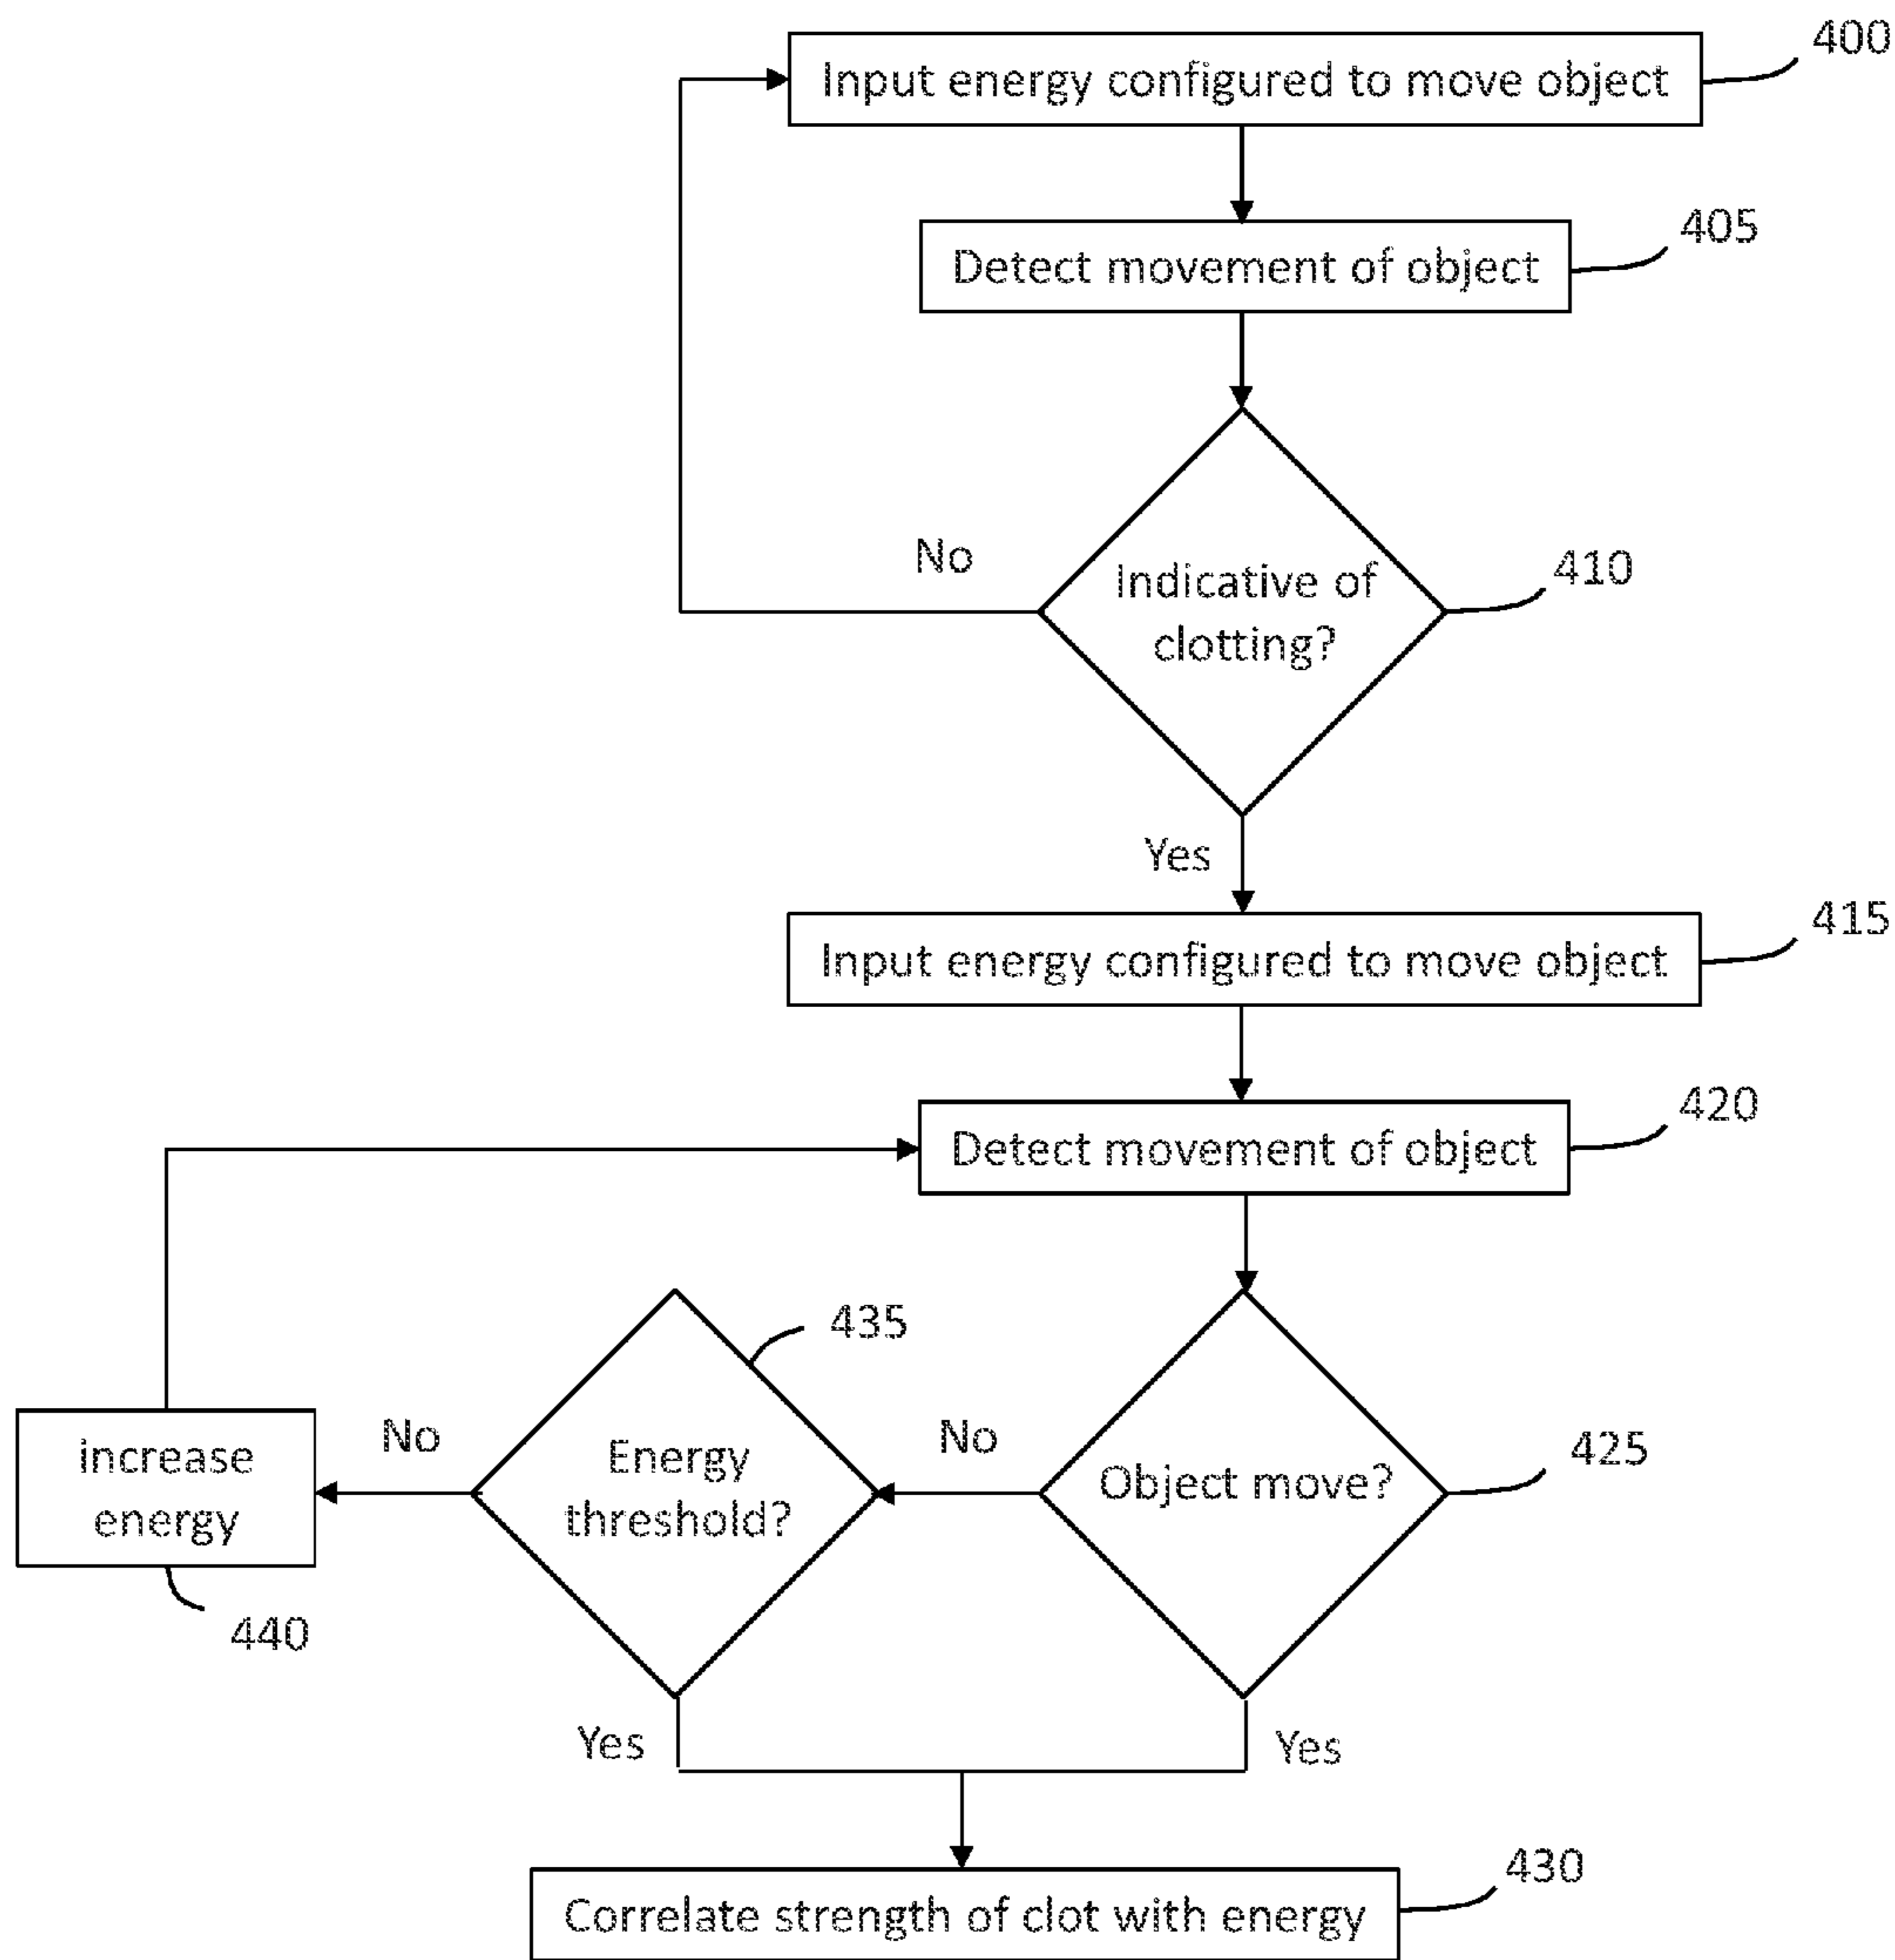 Input energy configured to move object
400
Detect movement of object
405
Indicative of
clotting?
410
No
Yes
Input energy configured to move object
415
Detect movement of object
420
Object move?
425
No
Energy
threshold?
435
No
increase
energy
440
Yes
Yes
Correlate strength of clot with energy
430